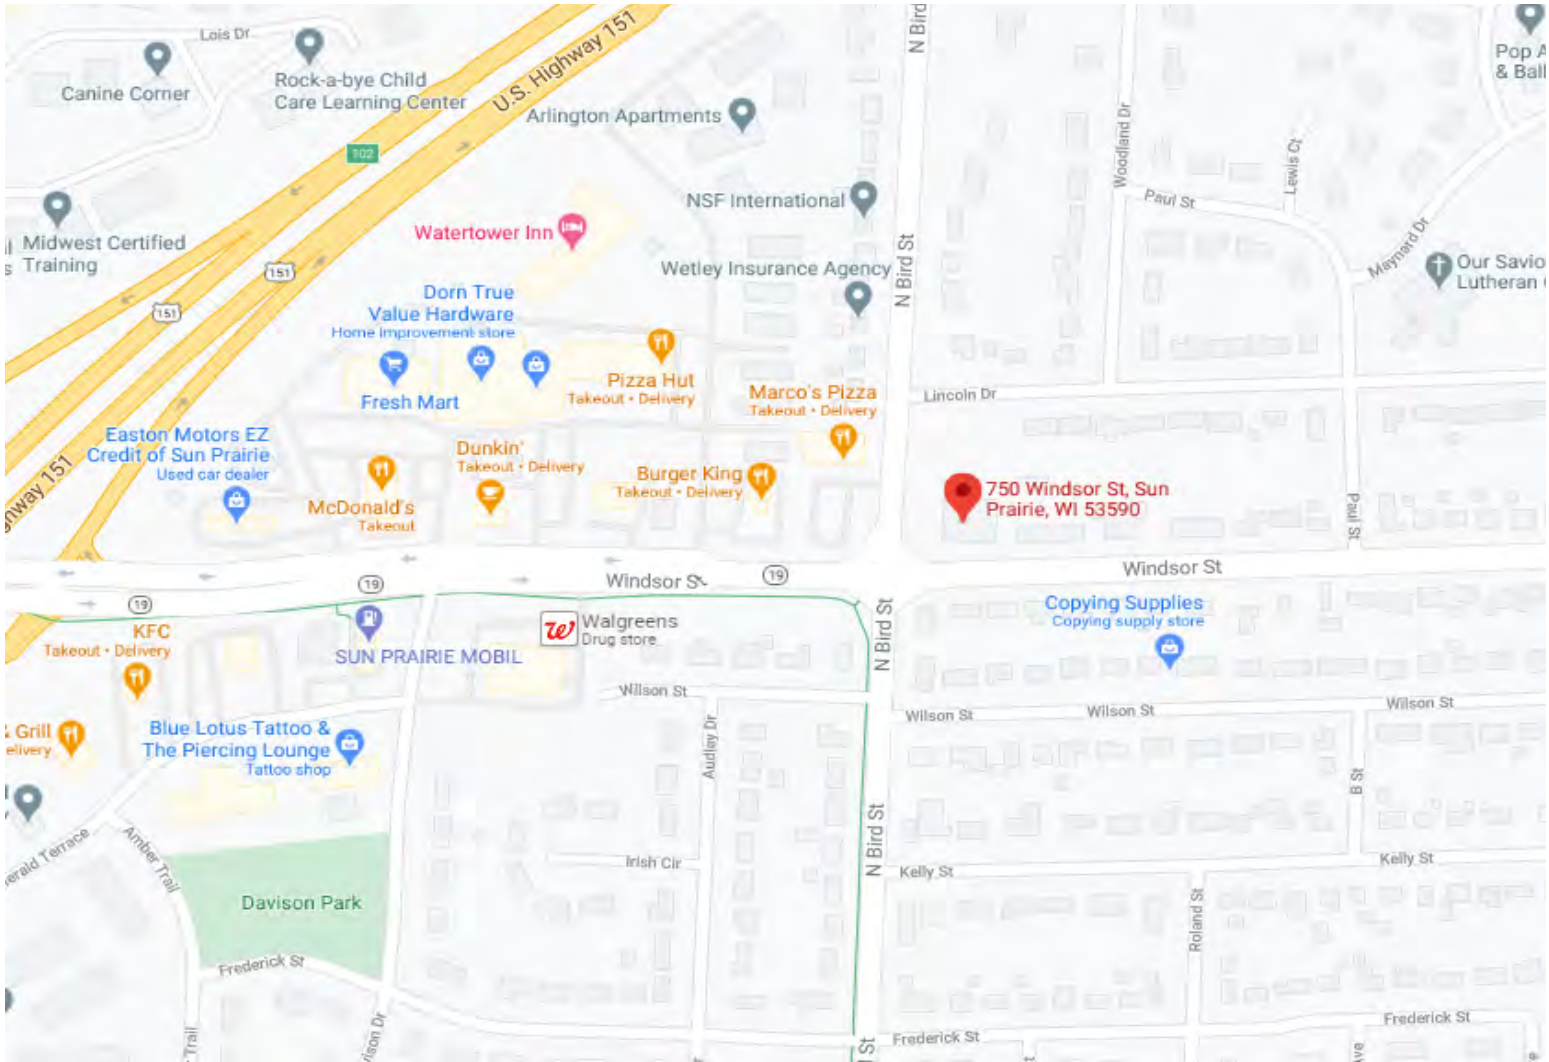 Lois Dr
Canine Corner
Rock-a-bye Child
Care Learning Center
U.S. Highway 151
N Bird
Pop A
& Ball
Arlington Apartments
102
Woodland Dr
Lewis Ct
Paul St
NSF International
Maynard Dr
Midwest Certified
Training
Watertower Inn
151
151
Wetley Insurance Agency
N Bird St
Our Savio
Lutheran
Dorn True
Value Hardware
Home improvement store
Fresh Mart
Pizza Hut
Takeout • Delivery
Marco's Pizza
Takeout • Delivery
Lincoln Dr
Easton Motors EZ
Credit of Sun Prairie
Used car dealer
ghway 151
McDonald's
Takeout
Dunkin'
Takeout • Delivery
Burger King
Takeout • Delivery
750 Windsor St, Sun
Prairie, WI 53590
Paul St
Windsor St
19
Windsor St
19
19
KFC
Takeout • Delivery
SUN PRAIRIE MOBIL
Walgreens
Drug store
N Bird St
Copying Supplies
Copying supply store
Wilson St
Wilson St
Wilson St
Wilson St
& Grill
elivery
Blue Lotus Tattoo &
The Piercing Lounge
Tattoo shop
Audley Dr
B St
erald Terrace
Amber Trail
Irish Cir
N Bird St
Kelly St
Kelly St
Davison Park
Roland St
Frederick St
Frederick St
Frederick St
Trail
vison Dr
St
Ave